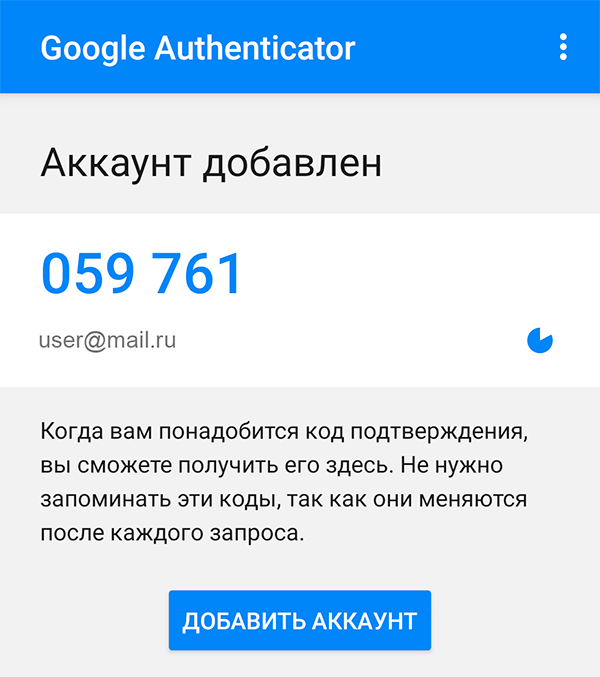 Google Authenticator
Аккаунт добавлен
059 761
user@mail.ru
Когда вам понадобится код подтверждения,
вы сможете получить его здесь. Не нужно
запоминать эти коды, так как они меняются
после каждого запроса.
ДОБАВИТЬ АККАУНТ